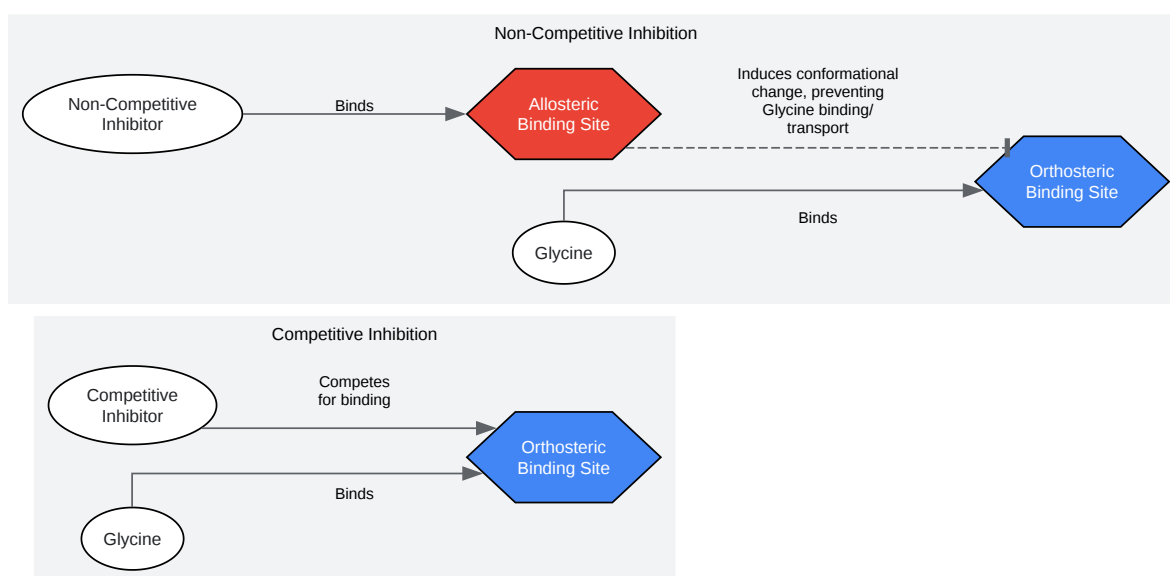 Non-Competitive Inhibition
Non-Competitive
Inhibitor
Binds
Allosteric
Binding Site
Induces conformational
change, preventing
Glycine binding/
transport
Orthosteric
Binding Site
Binds
Glycine
Competitive Inhibition
Competitive
Inhibitor
Competes
for binding
Orthosteric
Binding Site
Binds
Glycine